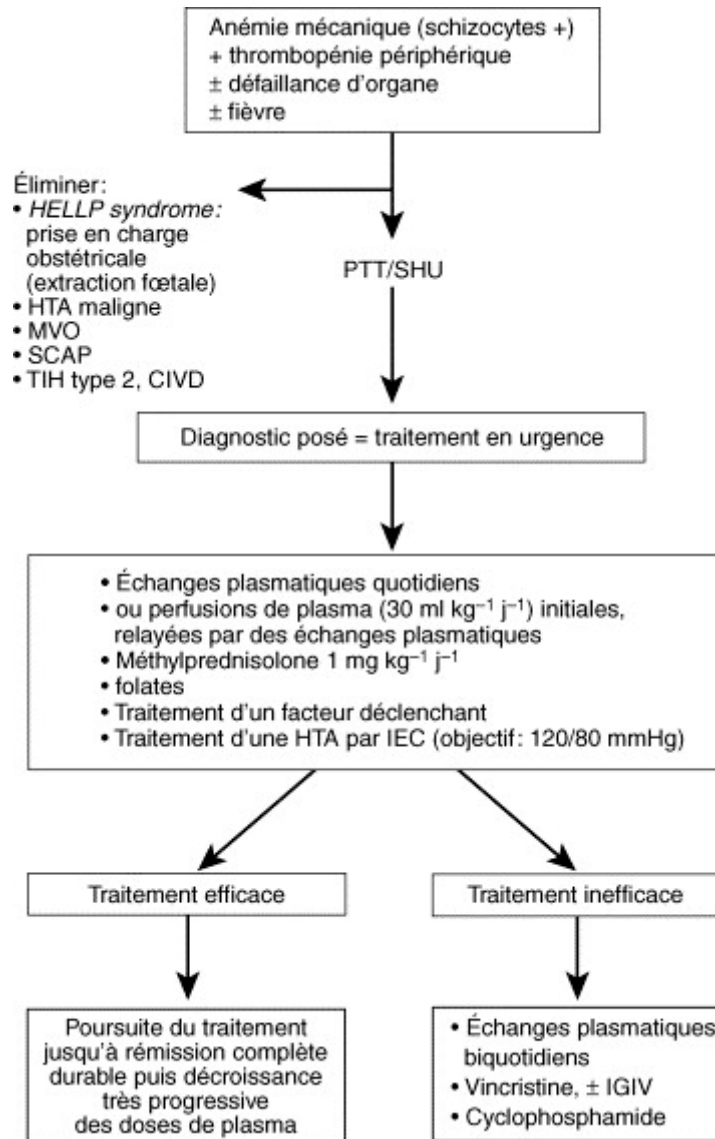 Anémie mécanique (schizocytes +)
+ thrombopénie périphérique
± défaillance d'organe
± fièvre
Éliminer:
• HELLP syndrome:
prise en charge
obstétricale
(extraction fœtale)
• HTA maligne
• MVO
• SCAP
• TIH type 2, CIVD
PTT/SHU
Diagnostic posé = traitement en urgence
• Échanges plasmatiques quotidiens
• ou perfusions de plasma (30 ml kg⁻¹ j⁻¹) initiales,
relayées par des échanges plasmatiques
• Méthylprednisolone 1 mg kg⁻¹ j⁻¹
• folates
• Traitement d'un facteur déclenchant
• Traitement d'une HTA par IEC (objectif: 120/80 mmHg)
Traitement efficace
Traitement inefficace
Poursuite du traitement
jusqu'à rémission complète
durable puis décroissance
très progressive
des doses de plasma
• Échanges plasmatiques
biquotidiens
• Vincristine, ± IGIV
• Cyclophosphamide